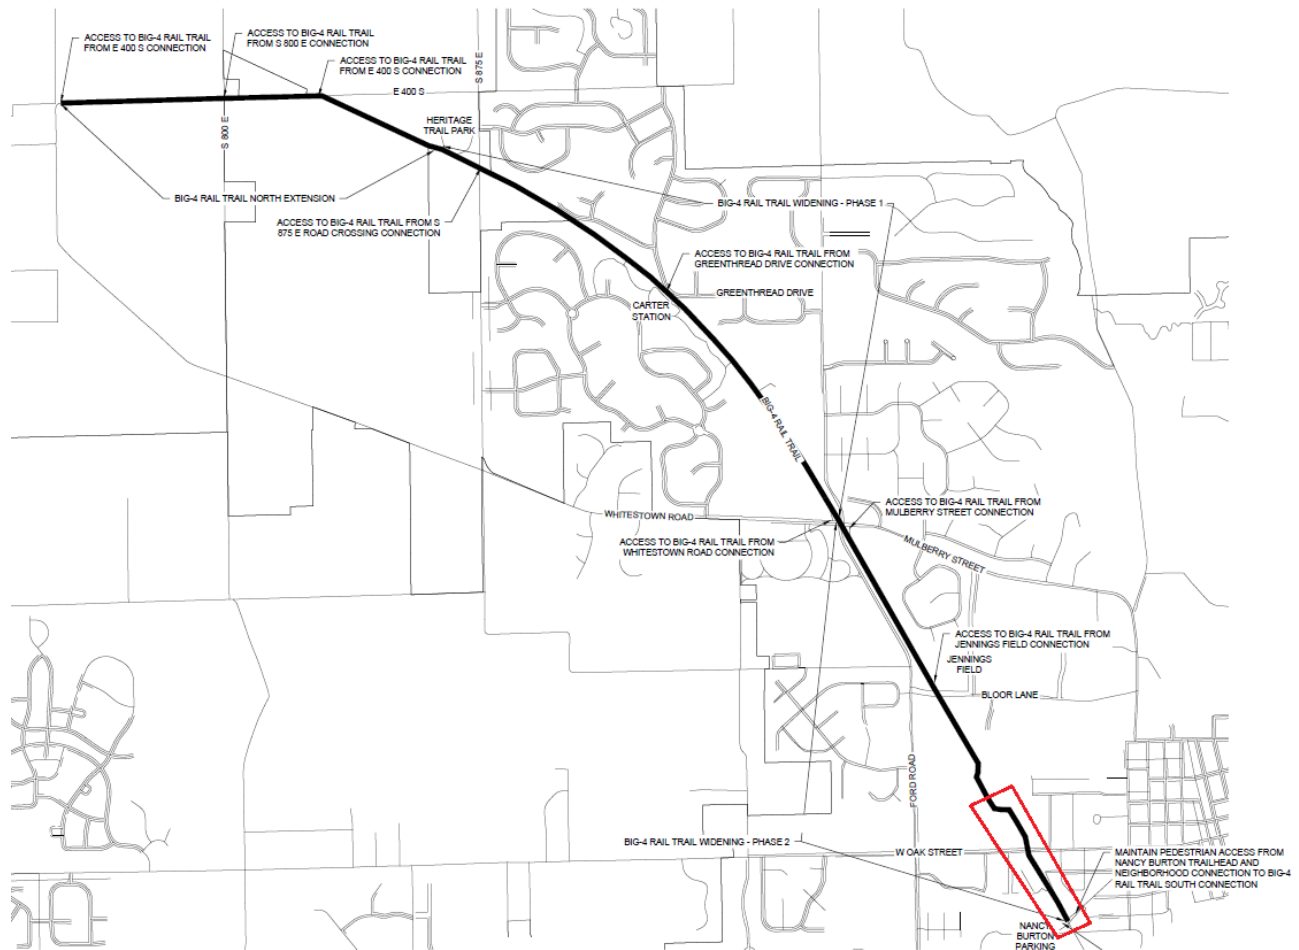 ACCESS TO BIG-4 RAIL TRAIL
FROM E 400 S CONNECTION
ACCESS TO BIG-4 RAIL TRAIL
FROM S 800 E CONNECTION
ACCESS TO BIG-4 RAIL TRAIL
FROM E 400 S CONNECTION
S 875 E
E 400 S
S 800 E
HERITAGE
TRAIL PARK
BIG-4 RAIL TRAIL NORTH EXTENSION
BIG-4 RAIL TRAIL WIDENING - PHASE 1
ACCESS TO BIG-4 RAIL TRAIL FROM S
875 E ROAD CROSSING CONNECTION
ACCESS TO BIG-4 RAIL TRAIL FROM
GREENTHREAD DRIVE CONNECTION
GREENTHREAD DRIVE
CARTER
STATION
BIG-4 RAIL TRAIL
ACCESS TO BIG-4 RAIL TRAIL FROM
MULBERRY STREET CONNECTION
WHITESTOWN ROAD
ACCESS TO BIG-4 RAIL TRAIL FROM
WHITESTOWN ROAD CONNECTION
MULBERRY STREET
ACCESS TO BIG-4 RAIL TRAIL FROM
JENNINGS FIELD CONNECTION
JENNINGS
FIELD
BLOOR LANE
FORD ROAD
BIG-4 RAIL TRAIL WIDENING - PHASE 2
W OAK STREET
MAINTAIN PEDESTRIAN ACCESS FROM
NANCY BURTON TRAILHEAD AND
NEIGHBORHOOD CONNECTION TO BIG-4
RAIL TRAIL SOUTH CONNECTION
NANCY
BURTON
PARKING